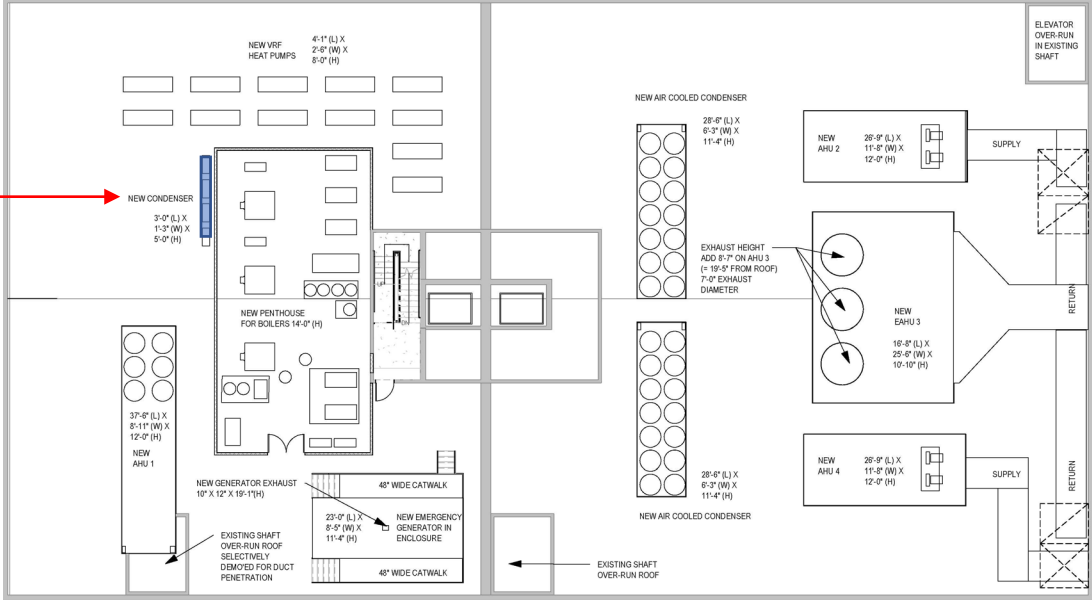 ELEVATOR
OVER-RUN
IN EXISTING
SHAFT
NEW VRF
HEAT PUMPS
4'-1" (L) X
2'-6" (W) X
8'-0" (H)
NEW AIR COOLED CONDENSER
28'-6" (L) X
6'-3" (W) X
11'-4" (H)
NEW
AHU 2
26'-9" (L) X
11'-8" (W) X
12'-0" (H)
SUPPLY
NEW CONDENSER
3'-0" (L) X
1'-3" (W) X
5'-0" (H)
EXHAUST HEIGHT
ADD 8'-7" ON AHU 3
(= 19'-5" FROM ROOF)
7'-0" EXHAUST
DIAMETER
NEW
EAHU 3
16'-8" (L) X
25'-6" (W) X
10'-10" (H)
RETURN
NEW PENTHOUSE
FOR BOILERS 14'-0" (H)
37'-6" (L) X
8'-11" (W) X
12'-0" (H)
NEW
AHU 1
NEW GENERATOR EXHAUST
10" X 12" X 19'-1"(H)
48" WIDE CATWALK
23'-0" (L) X
8'-5" (W) X
11'-4" (H)
NEW EMERGENCY
GENERATOR IN
ENCLOSURE
48" WIDE CATWALK
EXISTING SHAFT
OVER-RUN ROOF
SELECTIVELY
DEMO'ED FOR DUCT
PENETRATION
28'-6" (L) X
6'-3" (W) X
11'-4" (H)
NEW AIR COOLED CONDENSER
EXISTING SHAFT
OVER-RUN ROOF
NEW
AHU 4
26'-9" (L) X
11'-8" (W) X
12'-0" (H)
SUPPLY
RETURN